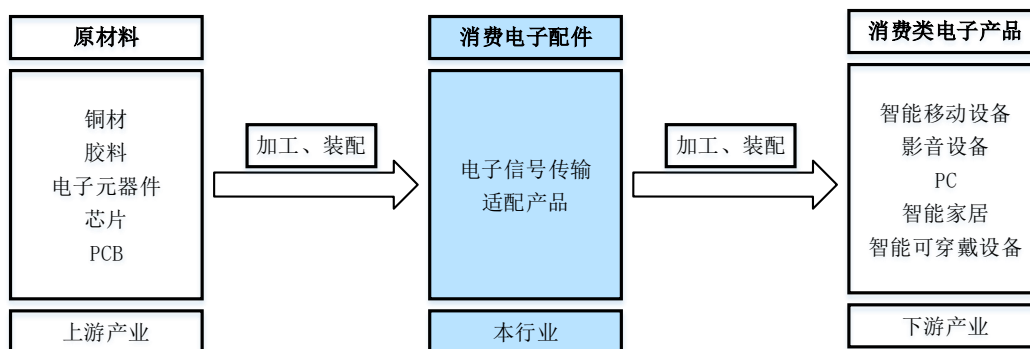 原材料
铜材
胶料
电子元器件
芯片
PCB
上游产业
加工、装配
消费电子配件
电子信号传输
适配产品
本行业
加工、装配
消费类电子产品
智能移动设备
影音设备
PC
智能家居
智能可穿戴设备
下游产业